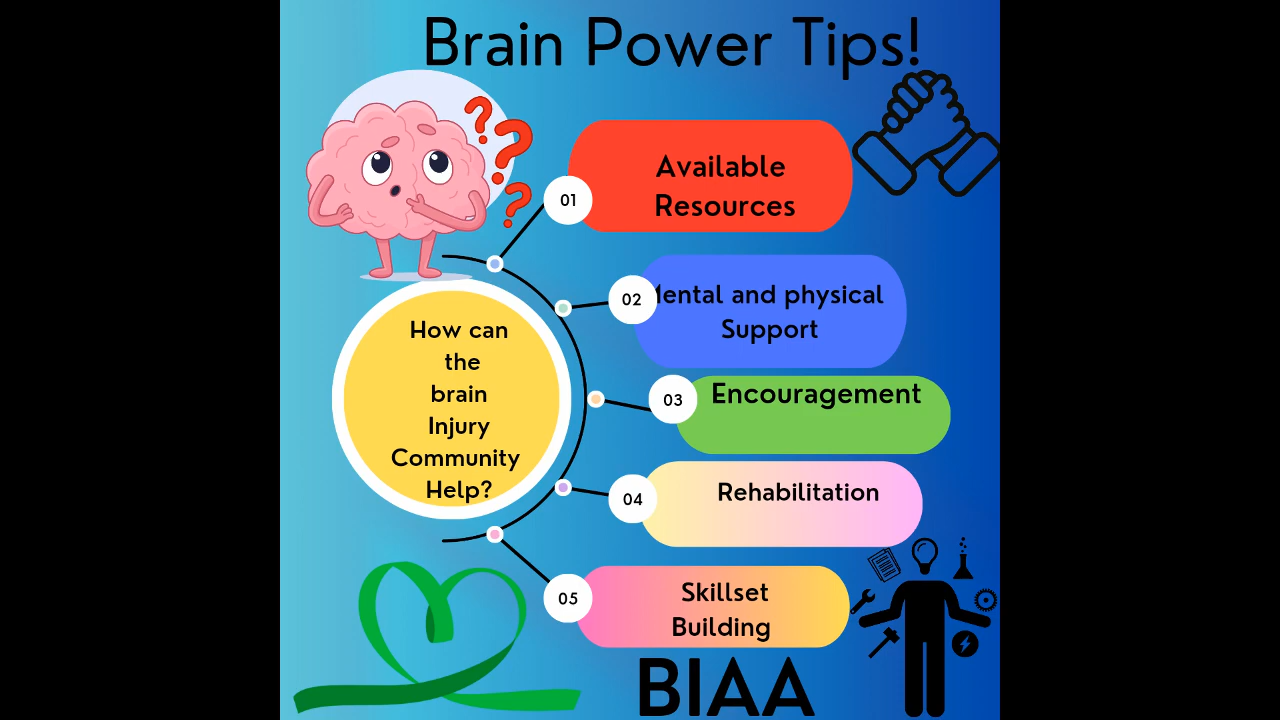 Brain Power Tips!
01
Available
Resources
02
Mental and physical
Support
03
Encouragement
04
Rehabilitation
05
Skillset
Building
How can
the
brain
Injury
Community
Help?
BIAA